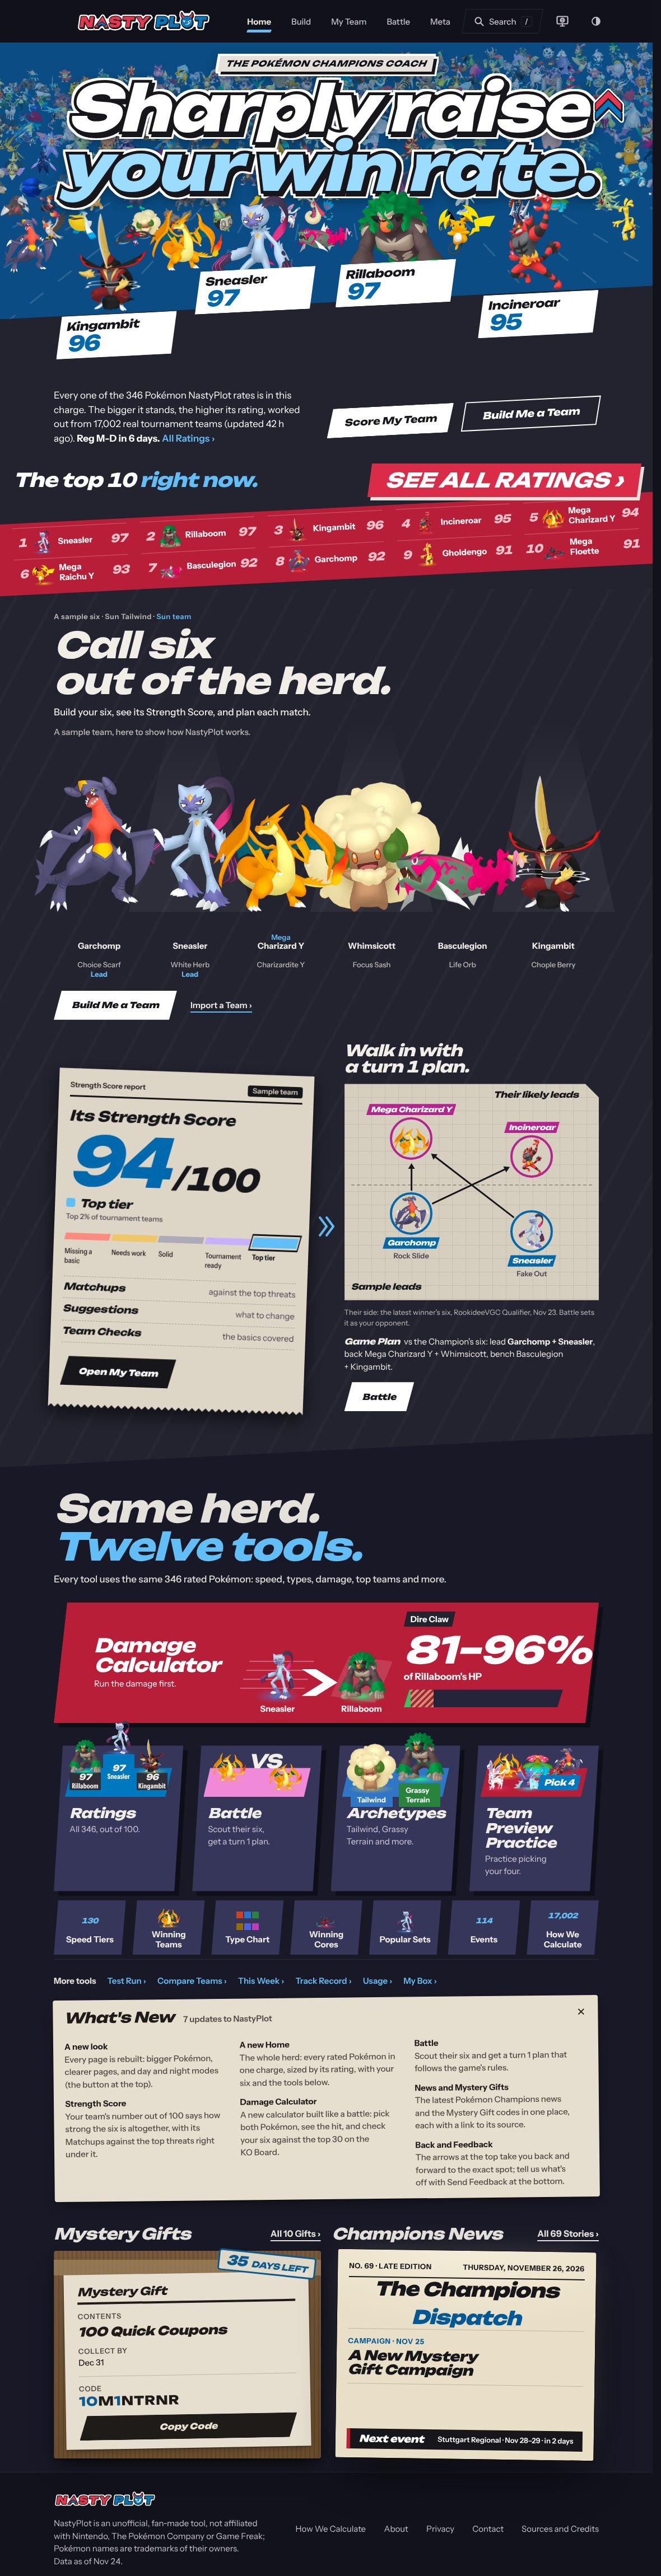 NASTY PLOT
Home Build My Team Battle Meta Search /
THE POKÉMON CHAMPIONS COACH
Sharply raise
your win rate.
Sneasler
97
Rillaboom
97
Incineroar
95
Kingambit
96
Every one of the 346 Pokémon NastyPlot rates is in this
charge. The bigger it stands, the higher its rating, worked
out from 17,002 real tournament teams (updated 42 h
ago). Reg M-D in 6 days. All Ratings ›
Score My Team
Build Me a Team
The top 10 right now.
SEE ALL RATINGS ›
1 Sneasler 97
2 Rillaboom 97
3 Kingambit 96
4 Incineroar 95
5 Mega Charizard Y 94
6 Mega Raichu Y 93
7 Basculegion 92
8 Garchomp 92
9 Gholdengo 91
10 Mega Floette 91
A sample six · Sun Tailwind · Sun team
Call six
out of the herd.
Build your six, see its Strength Score, and plan each match.
A sample team, here to show how NastyPlot works.
Garchomp
Choice Scarf
Lead
Sneasler
White Herb
Lead
Mega
Charizard Y
Charizardite Y
Whimsicott
Focus Sash
Basculegion
Life Orb
Kingambit
Chople Berry
Build Me a Team
Import a Team ›
Strength Score report
Sample team
Its Strength Score
94/100
Top tier
Top 2% of tournament teams
Missing a basic
Needs work
Solid
Tournament ready
Top tier
Matchups against the top threats
Suggestions what to change
Team Checks the basics covered
Open My Team
Walk in with
a turn 1 plan.
Their likely leads
Mega Charizard Y
Incineroar
Garchomp
Rock Slide
Sneasler
Fake Out
Sample leads
Their side: the latest winner's six, RookideeVGC Qualifier, Nov 23. Battle sets
it as your opponent.
Game Plan vs the Champion's six: lead Garchomp + Sneasler,
back Mega Charizard Y + Whimsicott, bench Basculegion
+ Kingambit.
Battle
Same herd.
Twelve tools.
Every tool uses the same 346 rated Pokémon: speed, types, damage, top teams and more.
Damage
Calculator
Run the damage first.
Sneasler
Rillaboom
Dire Claw
81–96%
of Rillaboom's HP
97
Rillaboom
97
Sneasler
96
Kingambit
Ratings
All 346, out of 100.
VS
Battle
Scout their six,
get a turn 1 plan.
Tailwind
Grassy
Terrain
Archetypes
Tailwind, Grassy
Terrain and more.
Pick 4
Team
Preview
Practice
Practice picking
your four.
130
Speed Tiers
Winning
Teams
Type Chart
Winning
Cores
Popular Sets
114
Events
17,002
How We
Calculate
More tools Test Run › Compare Teams › This Week › Track Record › Usage › My Box ›
What's New 7 updates to NastyPlot ×
A new look
Every page is rebuilt: bigger Pokémon,
clearer pages, and day and night modes
(the button at the top).
Strength Score
Your team's number out of 100 says how
strong the six is altogether, with its
Matchups against the top threats right
under it.
A new Home
The whole herd: every rated Pokémon in
one charge, sized by its rating, with your
six and the tools below.
Damage Calculator
A new calculator built like a battle: pick
both Pokémon, see the hit, and check
your six against the top 30 on the
KO Board.
Battle
Scout their six and get a turn 1 plan that
follows the game's rules.
News and Mystery Gifts
The latest Pokémon Champions news
and the Mystery Gift codes in one place,
each with a link to its source.
Back and Feedback
The arrows at the top take you back and
forward to the exact spot; tell us what's
off with Send Feedback at the bottom.
Mystery Gifts
All 10 Gifts ›
35 DAYS LEFT
Mystery Gift
CONTENTS
100 Quick Coupons
COLLECT BY
Dec 31
CODE
10M1NTRNR
Copy Code
Champions News
All 69 Stories ›
NO. 69 · LATE EDITION THURSDAY, NOVEMBER 26, 2026
The Champions
Dispatch
CAMPAIGN · NOV 25
A New Mystery
Gift Campaign
Next event Stuttgart Regional · Nov 28–29 · in 2 days
NASTY PLOT
NastyPlot is an unofficial, fan-made tool, not affiliated
with Nintendo, The Pokémon Company or Game Freak;
Pokémon names are trademarks of their owners.
Data as of Nov 24.
How We Calculate About Privacy Contact Sources and Credits